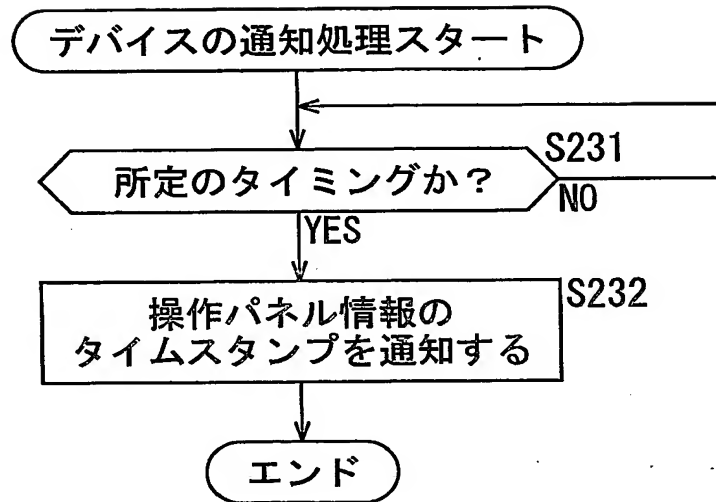 デバイスの通知処理スタート
S231
所定のタイミングか？
NO
YES
S232
操作パネル情報の
タイムスタンプを通知する
エンド